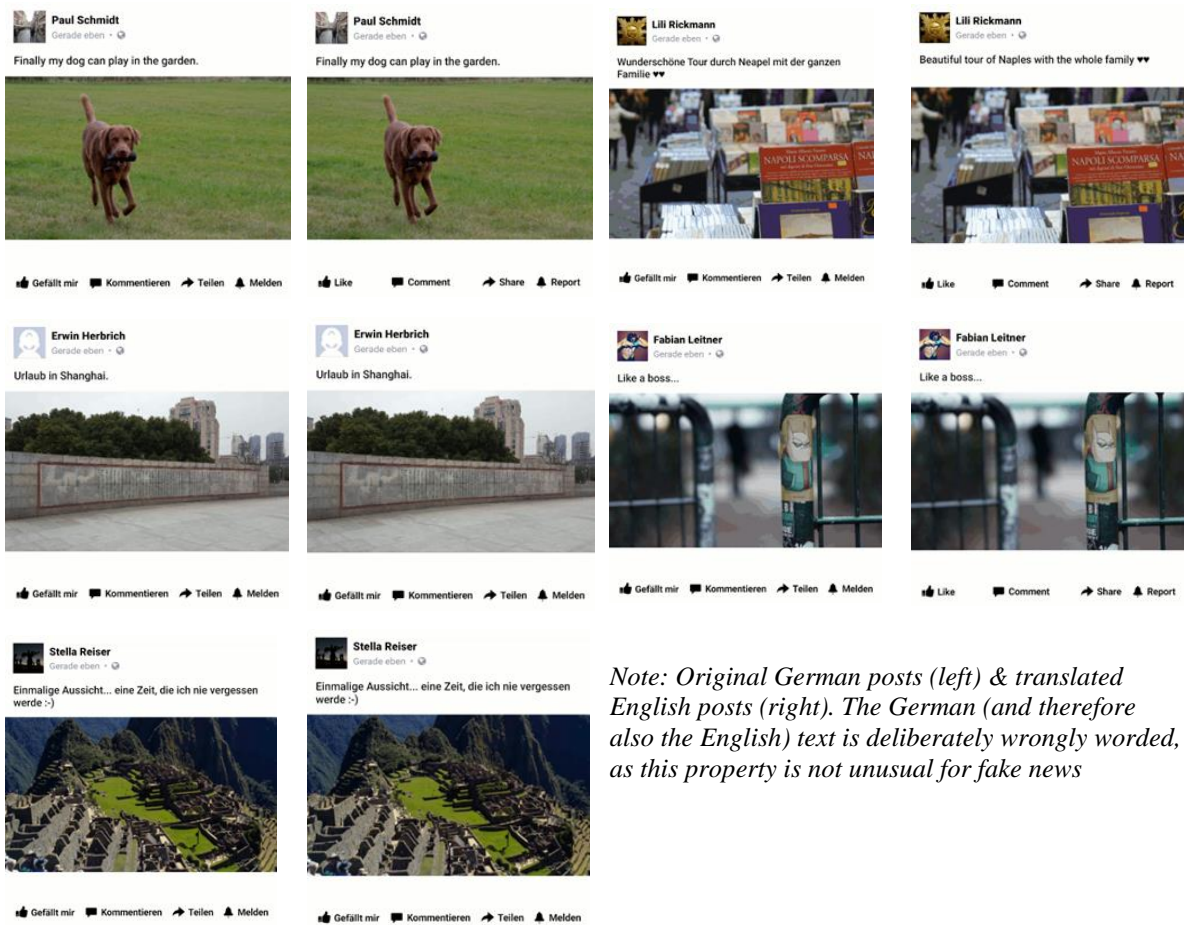 Paul Schmidt
Gerade eben
Finally my dog can play in the garden.
Gefällt mir Kommentieren Teilen Melden
Paul Schmidt
Gerade eben
Finally my dog can play in the garden.
Like Comment Share Report
Lili Rickmann
Gerade eben
Wunderschöne Tour durch Neapel mit der ganzen
Familie ♥♥
NAPOLI SCOMPARSA
Gefällt mir Kommentieren Teilen Melden
Lili Rickmann
Gerade eben
Beautiful tour of Naples with the whole family ♥♥
NAPOLI SCOMPARSA
Like Comment Share Report
Erwin Herbrich
Gerade eben
Urlaub in Shanghai.
Gefällt mir Kommentieren Teilen Melden
Erwin Herbrich
Gerade eben
Urlaub in Shanghai.
Gefällt mir Kommentieren Teilen Melden
Fabian Leitner
Gerade eben
Like a boss...
Gefällt mir Kommentieren Teilen Melden
Fabian Leitner
Gerade eben
Like a boss...
Like Comment Share Report
Stella Reiser
Gerade eben
Einmalige Aussicht... eine Zeit, die ich nie vergessen
werde :-)
Gefällt mir Kommentieren Teilen Melden
Stella Reiser
Gerade eben
Einmalige Aussicht... eine Zeit, die ich nie vergessen
werde :-)
Gefällt mir Kommentieren Teilen Melden
Note: Original German posts (left) & translated
English posts (right). The German (and therefore
also the English) text is deliberately wrongly worded,
as this property is not unusual for fake news